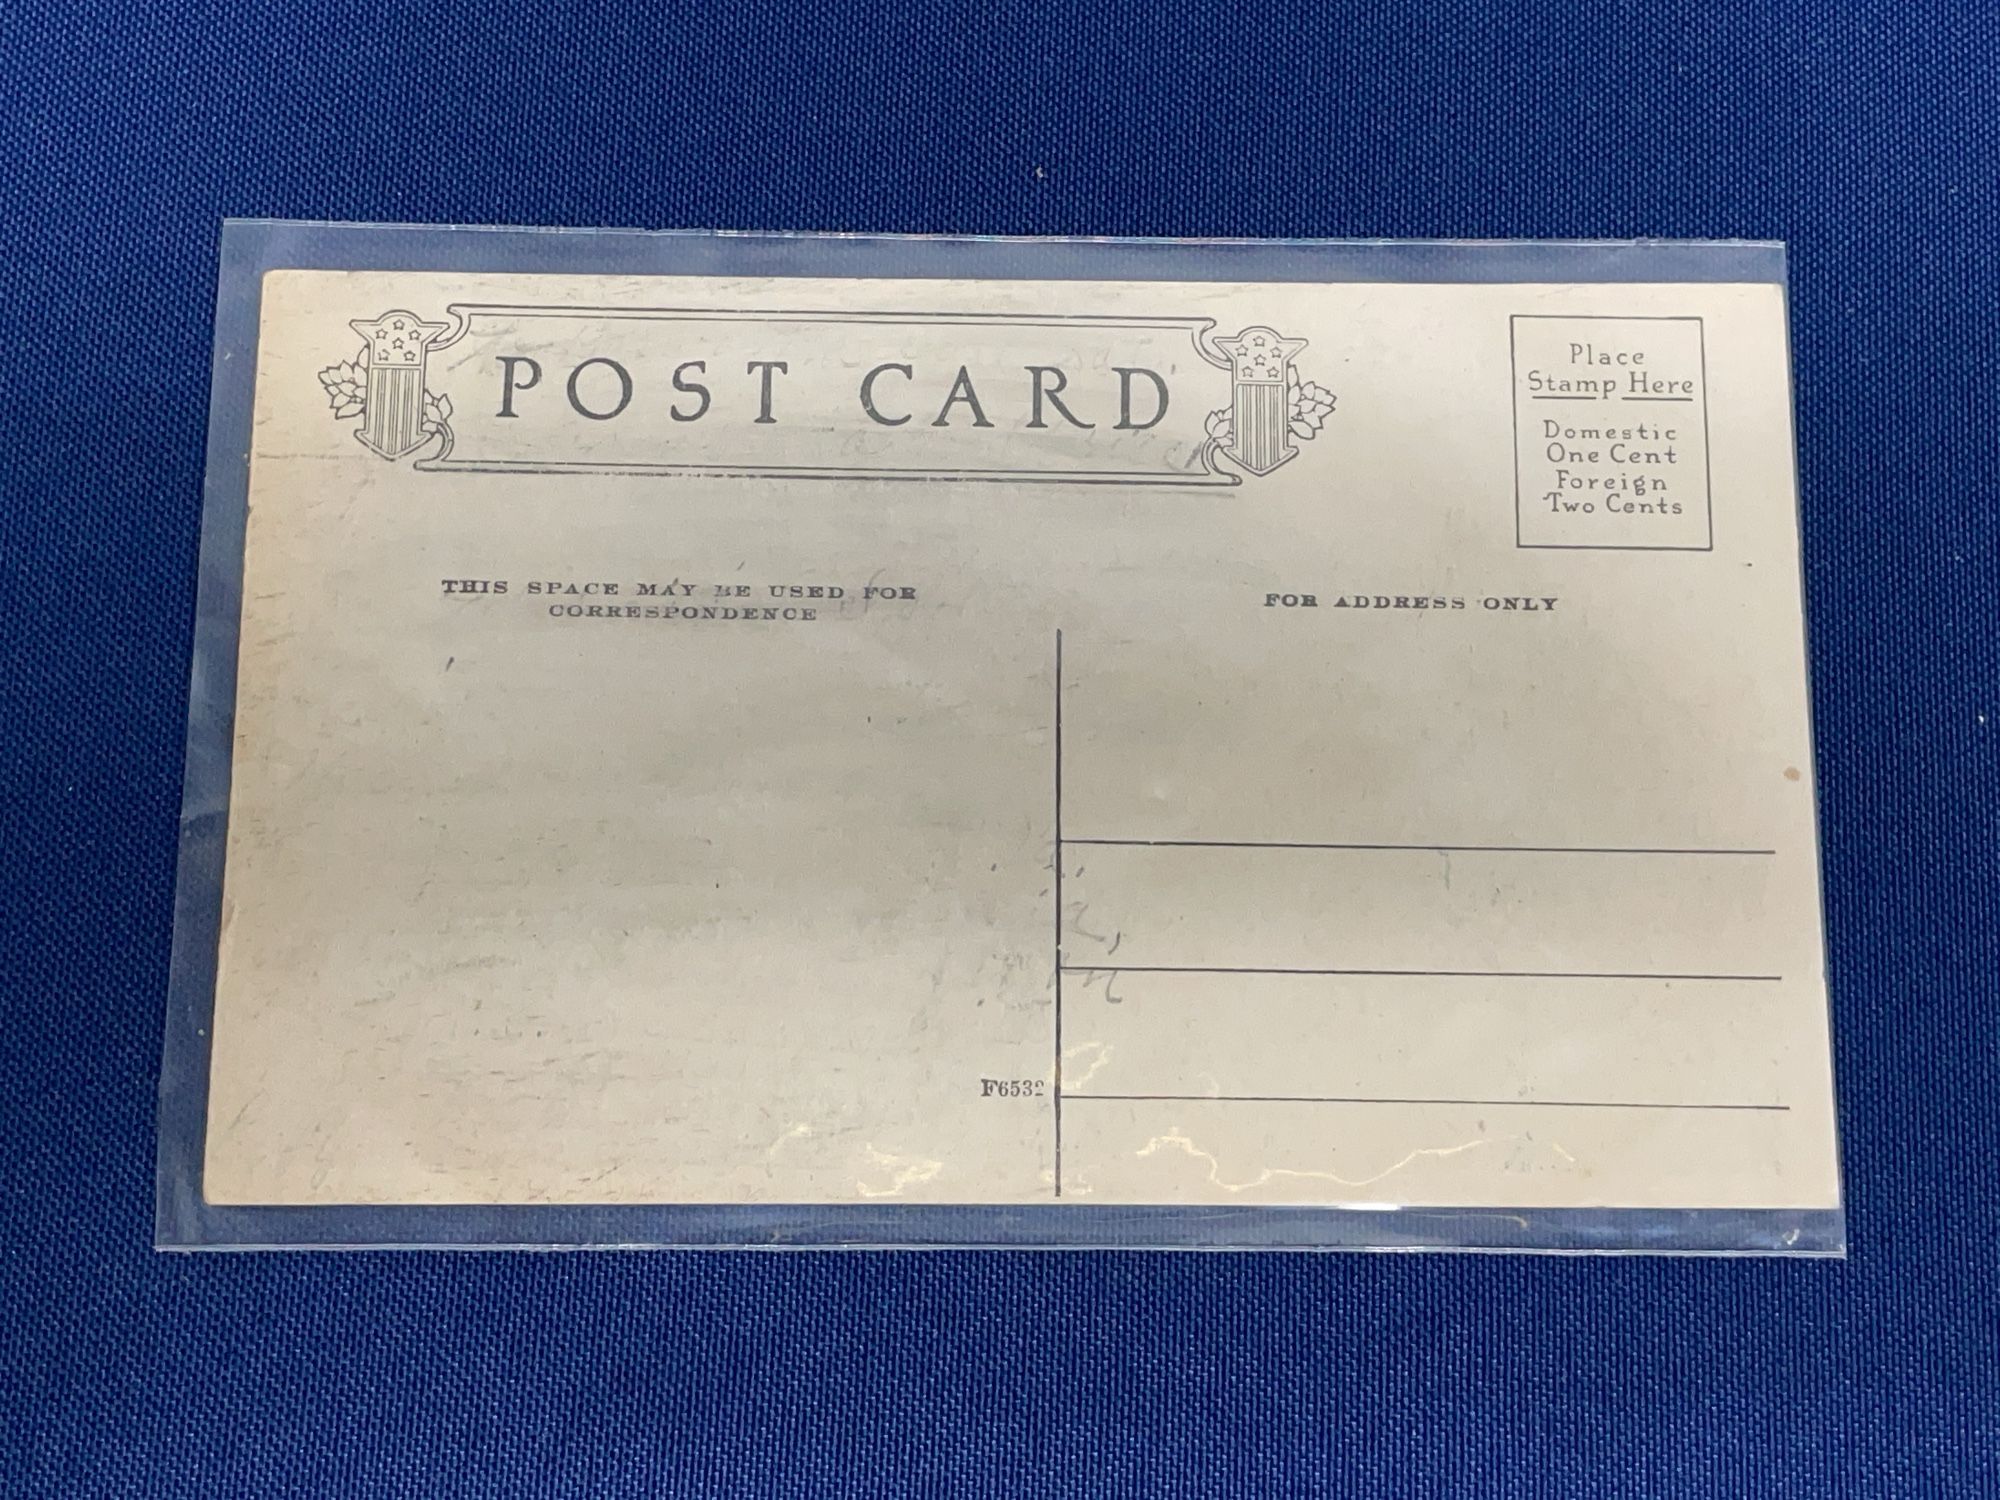 POST CARD
Place
Stamp Here
Domestic
One Cent
Foreign
Two Cents
THIS SPACE MAY BE USED FOR
CORRESPONDENCE
FOR ADDRESS ONLY
F6532